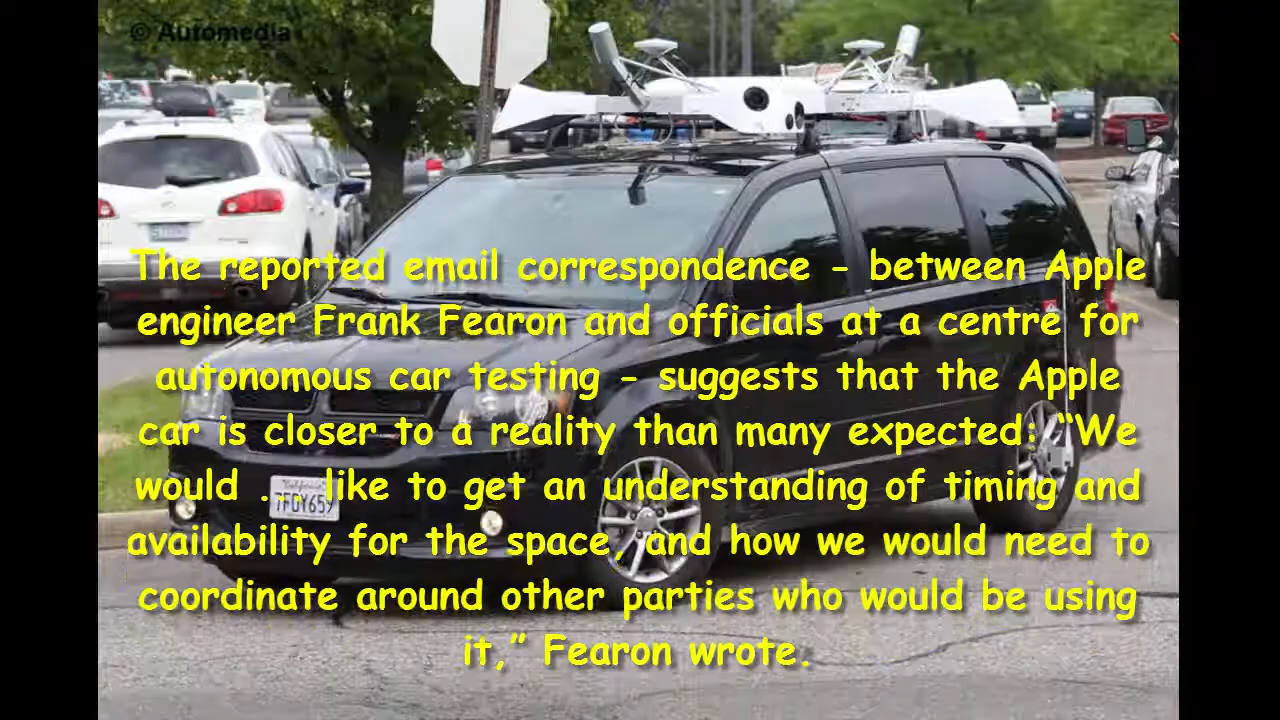 © Automedia
The reported email correspondence - between Apple
engineer Frank Fearon and officials at a centre for
autonomous car testing - suggests that the Apple
car is closer to a reality than many expected: “We
would . like to get an understanding of timing and
availability for the space, and how we would need to
coordinate around other parties who would be using
it,” Fearon wrote.
California
7FGY659